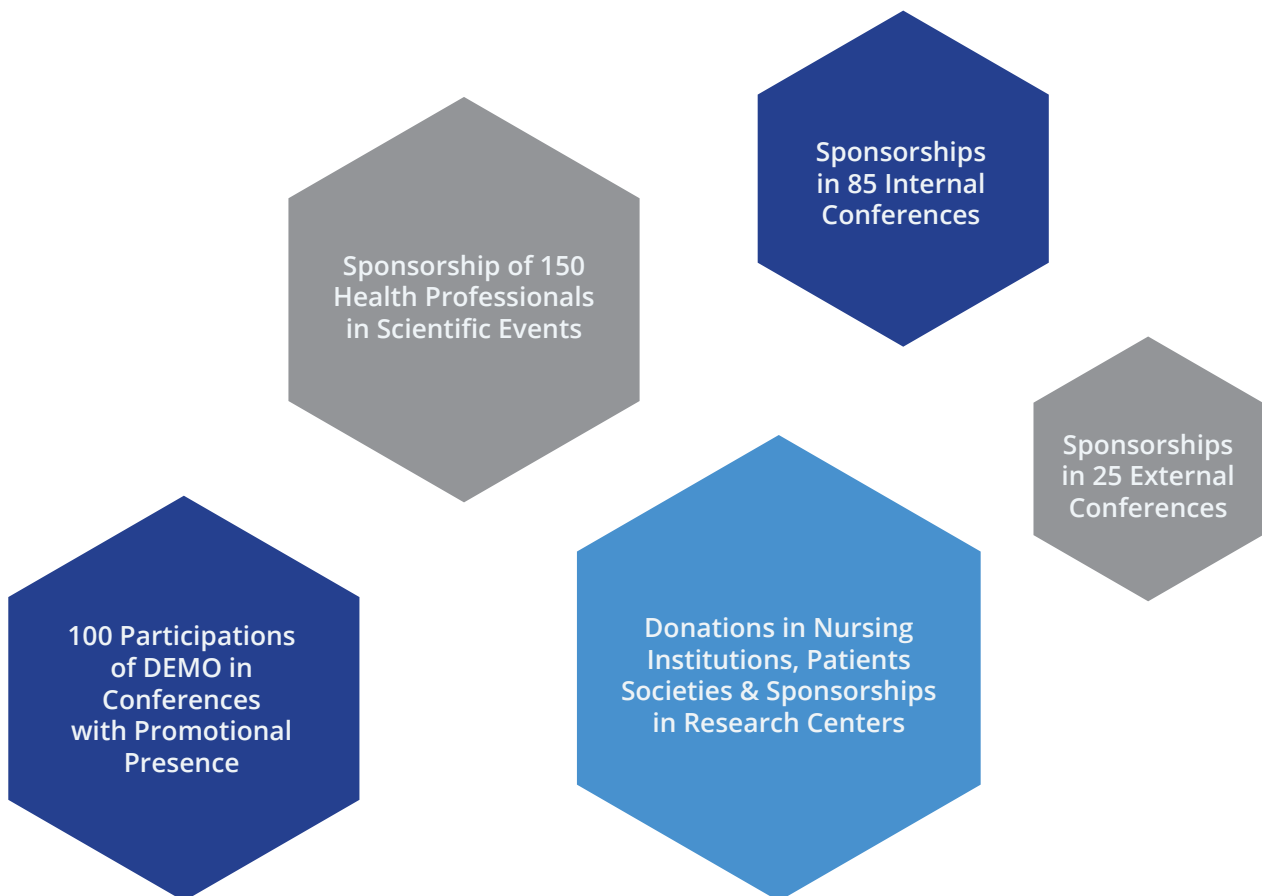 Sponsorships
in 85 Internal
Conferences
Sponsorship of 150
Health Professionals
in Scientific Events
Sponsorships
in 25 External
Conferences
100 Participations
of DEMO in
Conferences
with Promotional
Presence
Donations in Nursing
Institutions, Patients
Societies & Sponsorships
in Research Centers